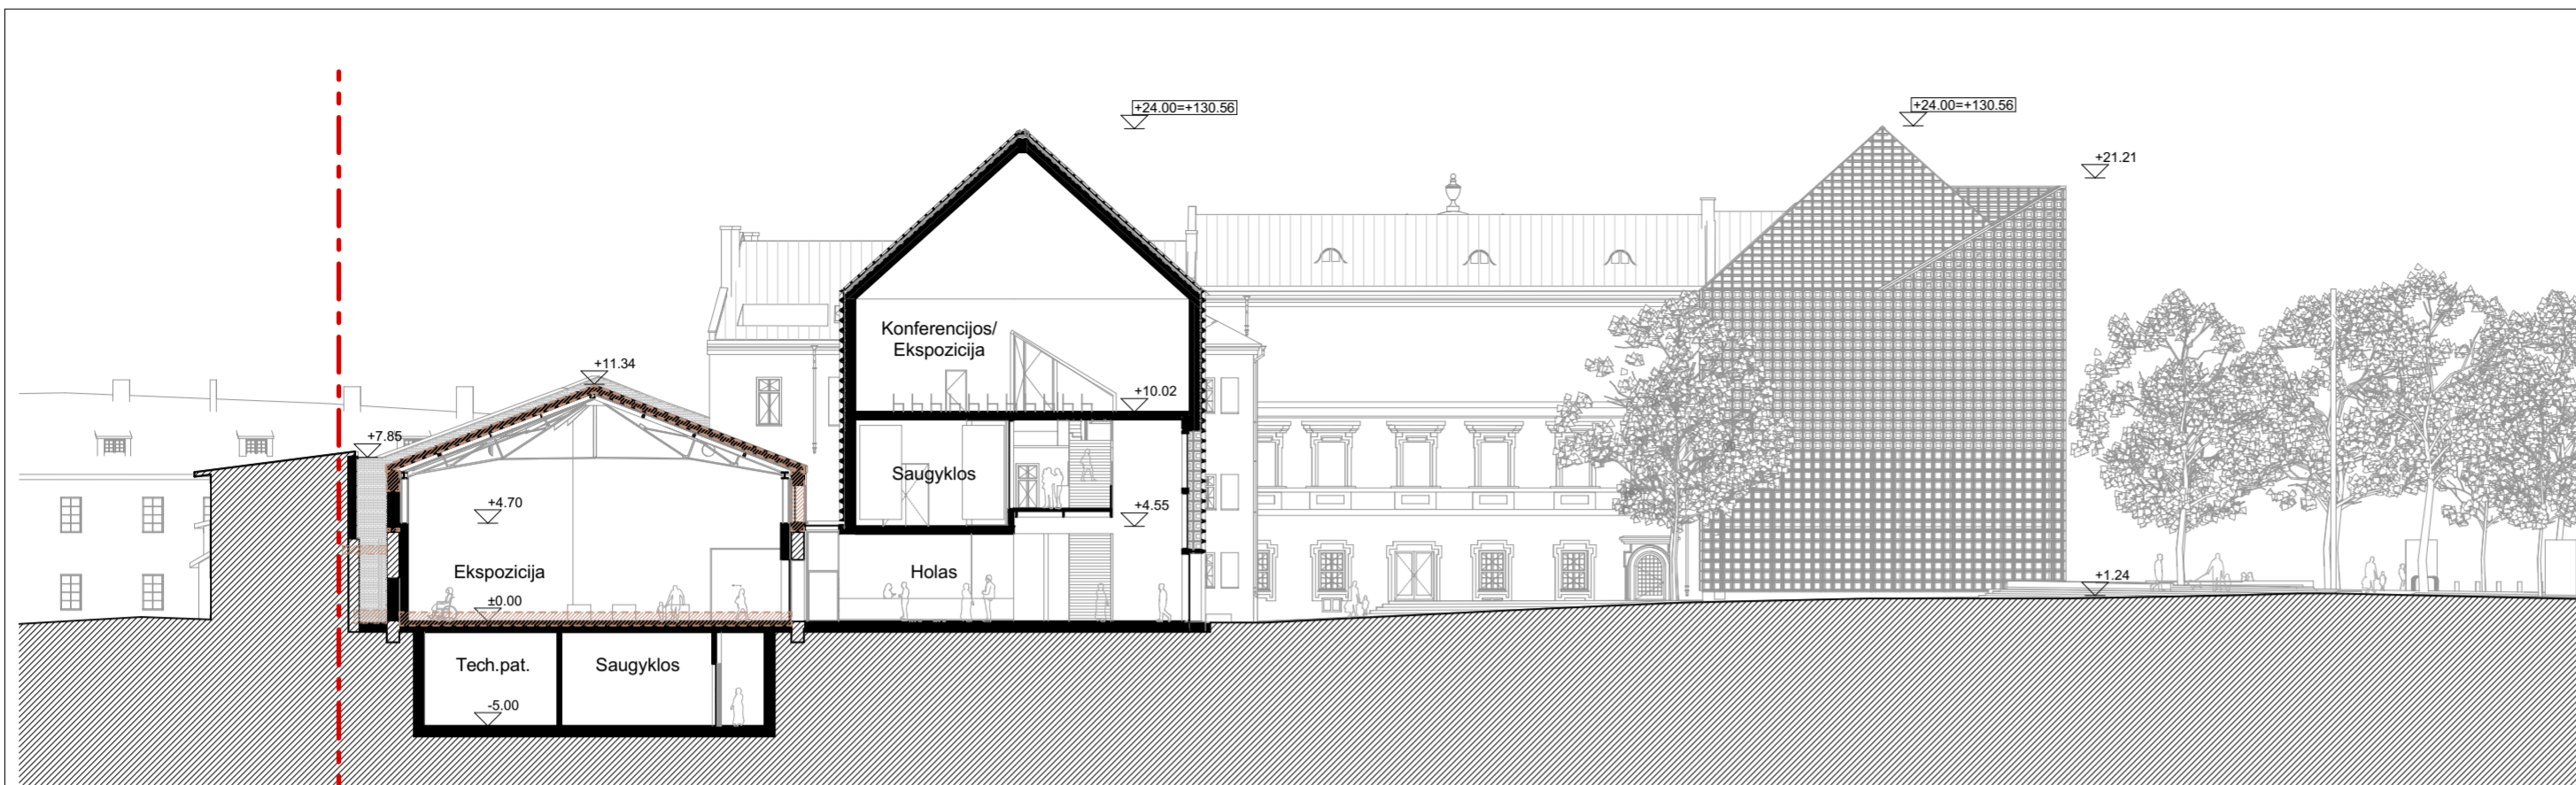 +24.00=+130.56
+24.00=+130.56
+21.21
Konferencijos/
Ekspozicija
+11.34
+10.02
+7.85
Saugyklos
+4.70
+4.55
Ekspozicija
Holas
±0.00
+1.24
Tech.pat.
Saugyklos
-5.00